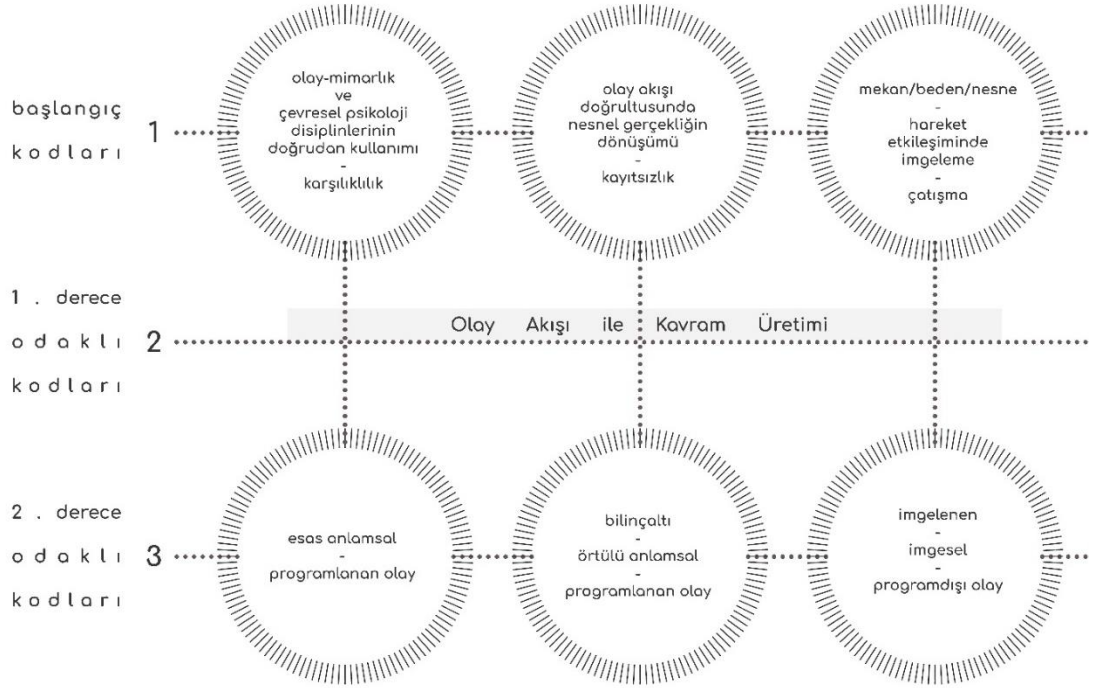 başlangıç
kodları
1
olay-mimarlık
ve
çevresel psikoloji
disiplinlerinin
doğrudan kullanımı
-
karşılıklılık
olay akışı
doğrultusunda
nesnel gerçekliğin
dönüşümü
-
kayıtsızlık
mekan/beden/nesne
-
hareket
etkileşiminde
imgeleme
-
çatışma
1 . derece
odaklı
kodları
2
Olay Akışı ile Kavram Üretimi
2 . derece
odaklı
kodları
3
esas anlamsal
-
programlanan olay
bilinçaltı
-
örtülü anlamsal
-
programlanan olay
imgelenen
-
imgesel
-
programdışı olay